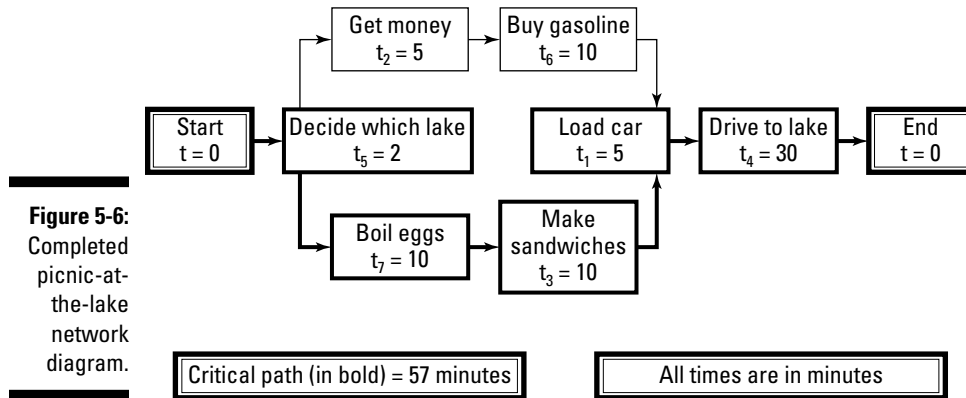 Get money
t₂ = 5
Buy gasoline
t₆ = 10
Start
t = 0
Decide which lake
t₅ = 2
Load car
t₁ = 5
Drive to lake
t₄ = 30
End
t = 0
Boil eggs
t₇ = 10
Make
sandwiches
t₃ = 10
Figure 5-6:
Completed
picnic-at-
the-lake
network
diagram.
Critical path (in bold) = 57 minutes
All times are in minutes